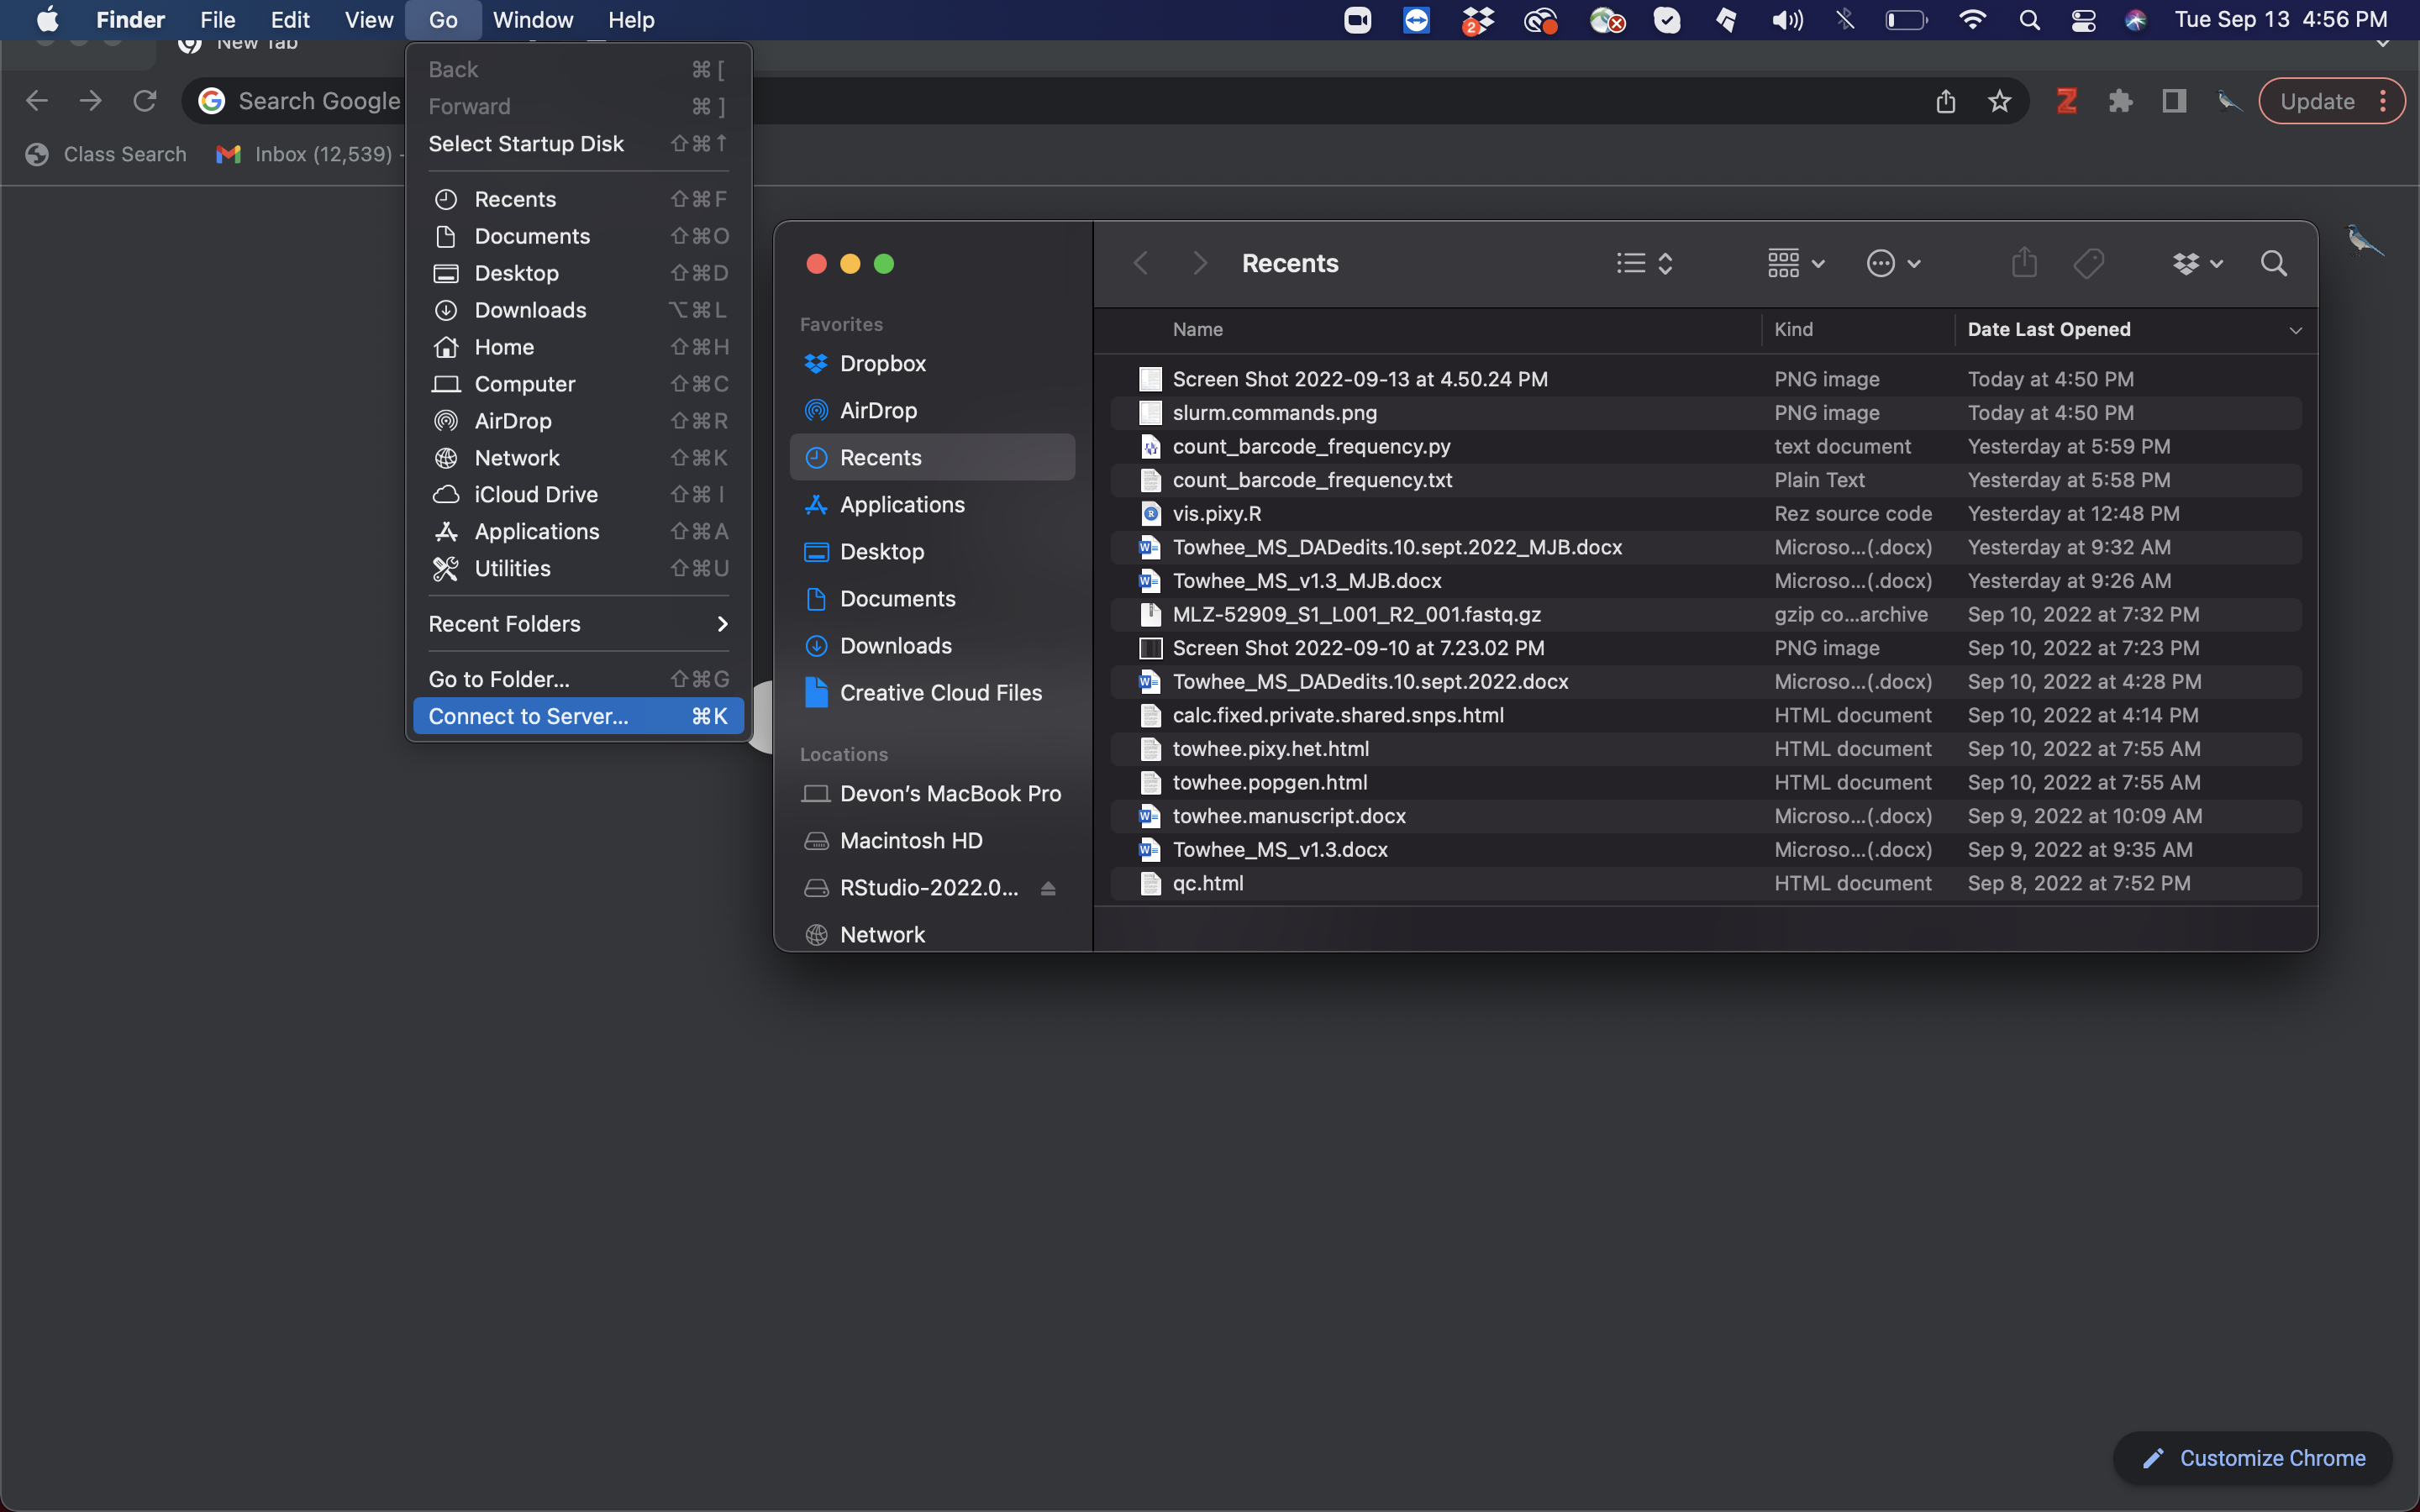 Finder File Edit View Go Window Help
2
Tue Sep 13 4:56 PM
New Tab
Search Google
Update
Class Search
Inbox (12,539) -
Back ⌘ [
Forward ⌘ ]
Select Startup Disk ⇧⌘↑
Recents ⇧⌘F
Documents ⇧⌘O
Desktop ⇧⌘D
Downloads ⌥⌘L
Home ⇧⌘H
Computer ⇧⌘C
AirDrop ⇧⌘R
Network ⇧⌘K
iCloud Drive ⇧⌘I
Applications ⇧⌘A
Utilities ⇧⌘U
Recent Folders
Go to Folder... ⇧⌘G
Connect to Server... ⌘K
Favorites
Dropbox
AirDrop
Recents
Applications
Desktop
Documents
Downloads
Creative Cloud Files
Locations
Devon’s MacBook Pro
Macintosh HD
RStudio-2022.0...
Network
Recents
Name Kind Date Last Opened
Screen Shot 2022-09-13 at 4.50.24 PM PNG image Today at 4:50 PM
slurm.commands.png PNG image Today at 4:50 PM
count_barcode_frequency.py text document Yesterday at 5:59 PM
count_barcode_frequency.txt Plain Text Yesterday at 5:58 PM
vis.pixy.R Rez source code Yesterday at 12:48 PM
Towhee_MS_DADedits.10.sept.2022_MJB.docx Microso...(.docx) Yesterday at 9:32 AM
Towhee_MS_v1.3_MJB.docx Microso...(.docx) Yesterday at 9:26 AM
MLZ-52909_S1_L001_R2_001.fastq.gz gzip co...archive Sep 10, 2022 at 7:32 PM
Screen Shot 2022-09-10 at 7.23.02 PM PNG image Sep 10, 2022 at 7:23 PM
Towhee_MS_DADedits.10.sept.2022.docx Microso...(.docx) Sep 10, 2022 at 4:28 PM
calc.fixed.private.shared.snps.html HTML document Sep 10, 2022 at 4:14 PM
towhee.pixy.het.html HTML document Sep 10, 2022 at 7:55 AM
towhee.popgen.html HTML document Sep 10, 2022 at 7:55 AM
towhee.manuscript.docx Microso...(.docx) Sep 9, 2022 at 10:09 AM
Towhee_MS_v1.3.docx Microso...(.docx) Sep 9, 2022 at 9:35 AM
qc.html HTML document Sep 8, 2022 at 7:52 PM
Customize Chrome